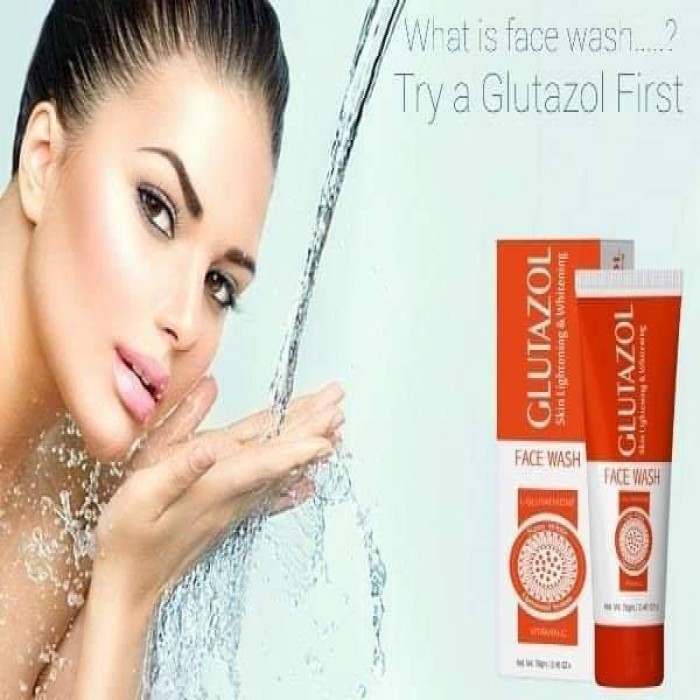 What is face wash.....?
Try a Glutazol First
GLUTAZOL
Skin Lightening & Whitening
FACE WASH
L-GLUTATHIONE
VITAMIN C
GLUTAZOL
Skin Lightening & Whitening
FACE WASH